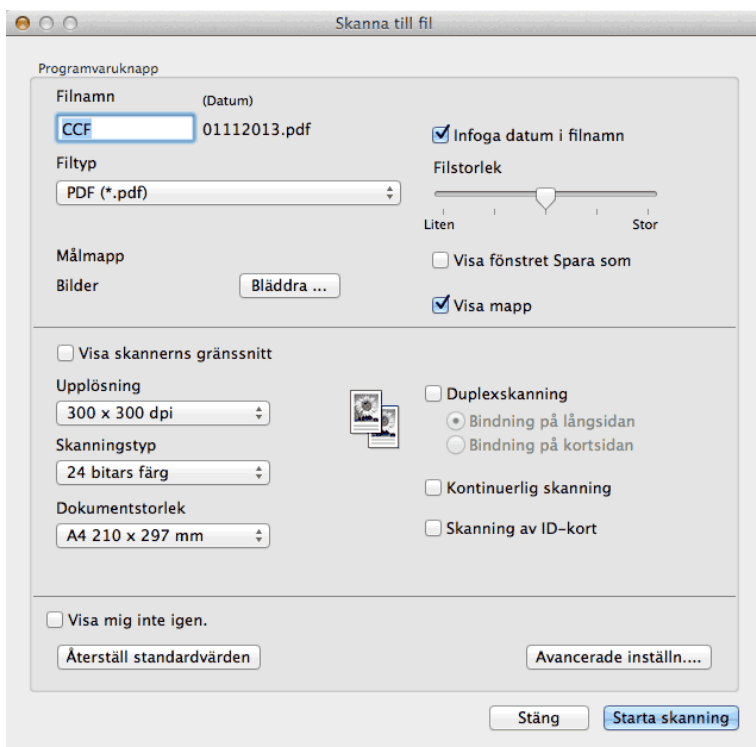 Skanna till fil
Programvaruknapp
Filnamn
(Datum)
CCF
01112013.pdf
Infoga datum i filnamn
Filtyp
Filstorlek
PDF (*.pdf)
Liten
Stor
Målmapp
Visa fönstret Spara som
Bilder
Bläddra ...
Visa mapp
Visa skannerns gränssnitt
Upplösning
Duplexskanning
300 x 300 dpi
Bindning på långsidan
Skanningstyp
Bindning på kortsidan
24 bitars färg
Kontinuerlig skanning
Dokumentstorlek
Skanning av ID-kort
A4 210 x 297 mm
Visa mig inte igen.
Återställ standardvärden
Avancerade inställn....
Stäng
Starta skanning